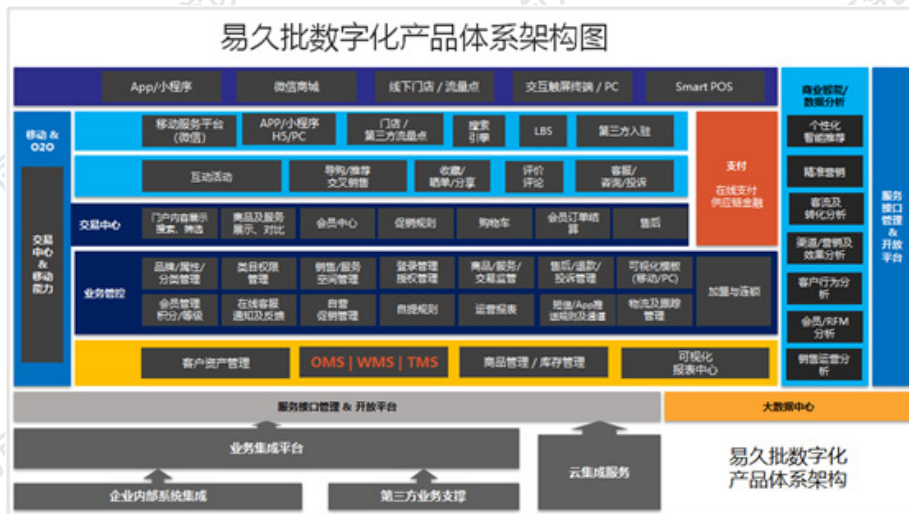 易久批数字化产品体系架构图
App/小程序
微信商城
线下门店 / 流量点
交互触屏终端 / PC
Smart POS
移动 &
O2O
交易
中心
&
移动
能力
移动服务平台
(微信)
APP/小程序
H5/PC
门店/
第三方流量点
搜索
引擎
LBS
第三方入驻
互动活动
导购/推荐
交叉销售
收藏/
晒单/分享
评价
评论
客服/
咨询/投诉
支付
在线支付
供应链金融
交易中心
门户内容展示
搜索、筛选
商品及服务
展示、对比
会员中心
促销规则
购物车
会员订单结
算
售后
业务管控
品牌/属性/
分类管理
类目权限
管理
销售/服务
空间管理
登录管理
授权管理
商品/服务/
交易监管
售后/退款/
投诉管理
可视化模板
(移动/PC)
加盟与连锁
会员管理
积分/等级
在线客服
通知及反馈
自营
促销管理
自提规则
运营报表
短信/App推
送规则及通道
物流及跟踪
管理
客户资产管理
OMS | WMS | TMS
商品管理 / 库存管理
可视化
报表中心
商业智能/
数据分析
个性化
智能推荐
精准营销
客流及
转化分析
渠道/营销及
效果分析
客户行为分
析
会员/RFM
分析
销售运营分
析
服务
接口
管理
&
开放
平台
服务接口管理 & 开放平台
大数据中心
业务集成平台
云集成服务
企业内部系统集成
第三方业务支撑
易久批数字化
产品体系架构